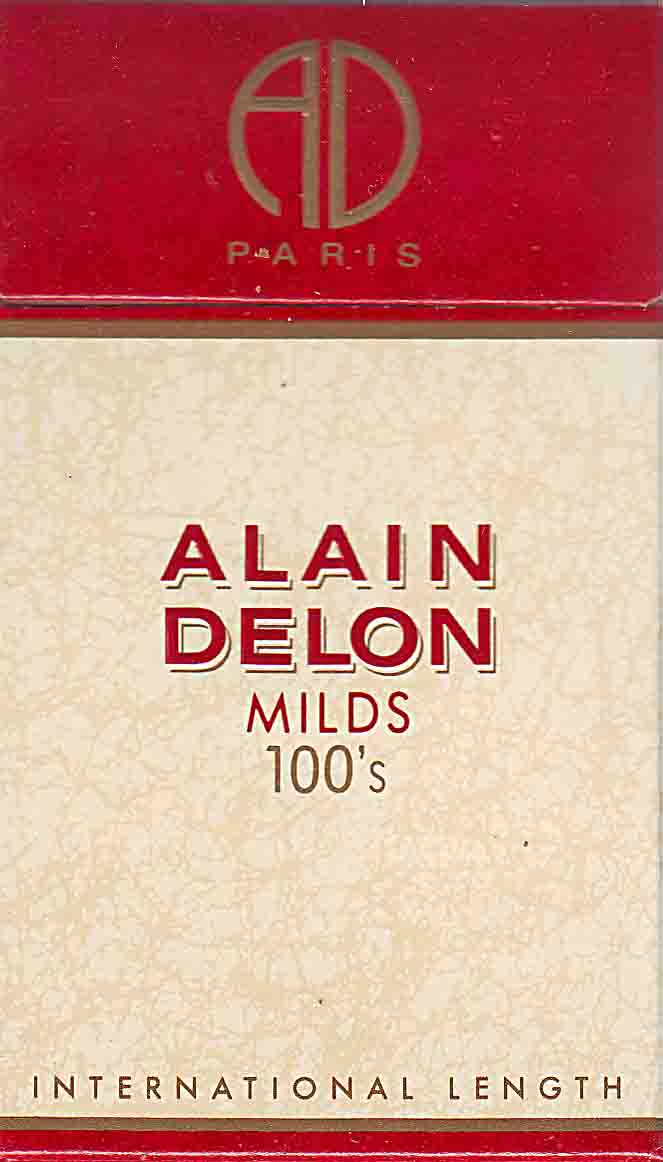 AD
PARIS
ALAIN
DELON
MILDS
100's
INTERNATIONAL LENGTH